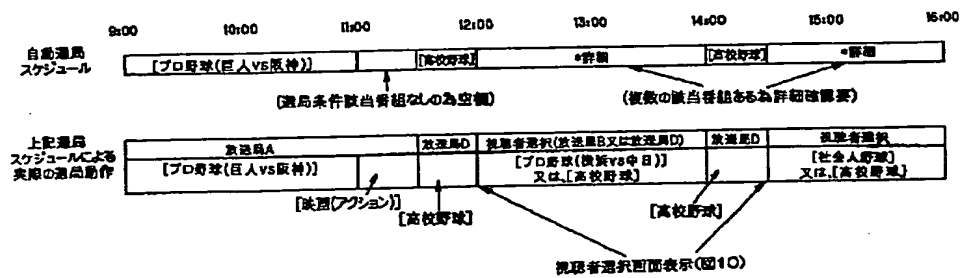 9:00 10:00 11:00 12:00 13:00 14:00 15:00 16:00
自動選局
スケジュール
[プロ野球(巨人VS阪神)] [高校野球] *詳細 [高校野球] *詳細
(選局条件該当番組なしの為空欄) (複数の該当番組ある為詳細確認要)
上記選局
スケジュールによる
実際の選局動作
放送局A 放送局D 視聴者選択(放送局B又は放送局D) 放送局D 視聴者選択
[プロ野球(巨人VS阪神)] [プロ野球(横浜vs中日)] [社会人野球]
又は、[高校野球] 又は、[高校野球]
[映画(アクション)]
[高校野球] [高校野球]
視聴者選択画面表示(図10)